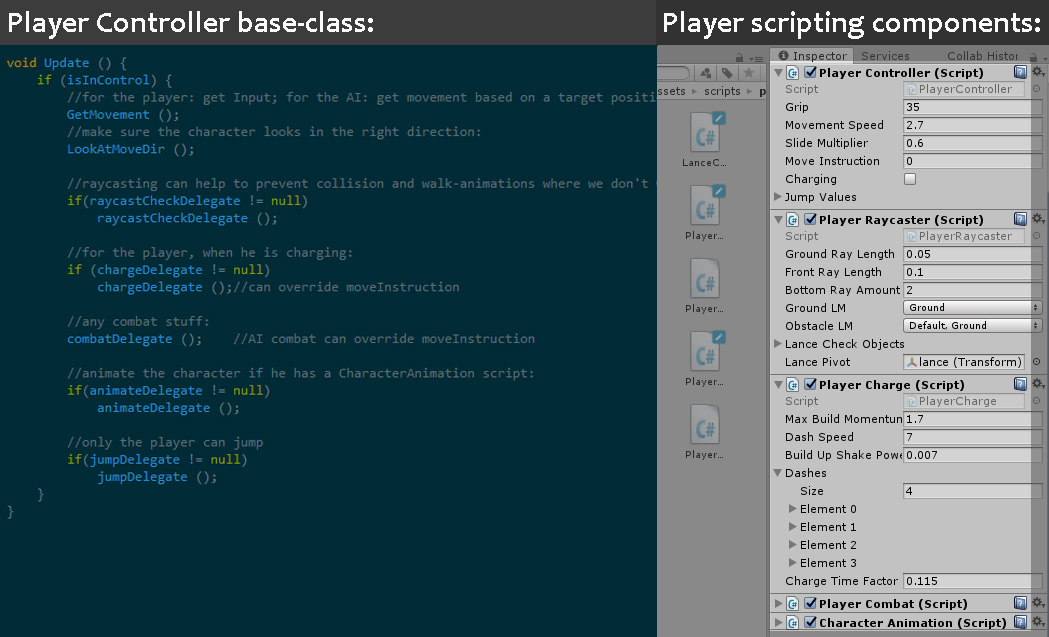 Player Controller base-class:
void Update () {
if (isInControl) {
//for the player: get Input; for the AI: get movement based on a target positi
GetMovement ();
//make sure the character looks in the right direction:
LookAtMoveDir ();
//raycasting can help to prevent collision and walk-animations where we don't
if(raycastCheckDelegate != null)
raycastCheckDelegate ();
//for the player, when he is charging:
if (chargeDelegate != null)
chargeDelegate ();//can override moveInstruction
//any combat stuff:
combatDelegate ();    //AI combat can override moveInstruction
//animate the character if he has a CharacterAnimation script:
if(animateDelegate != null)
animateDelegate ();
//only the player can jump
if(jumpDelegate != null)
jumpDelegate ();
}
}
Player scripting components:
ssets ▸ scripts ▸ p
LanceC...
Player...
Player...
Player...
Player...
Inspector Services Collab Histor
Player Controller (Script)
Script PlayerController
Grip 35
Movement Speed 2.7
Slide Multiplier 0.6
Move Instruction 0
Charging
Jump Values
Player Raycaster (Script)
Script PlayerRaycaster
Ground Ray Length 0.05
Front Ray Length 0.1
Bottom Ray Amount 2
Ground LM Ground
Obstacle LM Default, Ground
Lance Check Objects
Lance Pivot lance (Transform)
Player Charge (Script)
Script PlayerCharge
Max Build Momentun 1.7
Dash Speed 7
Build Up Shake Powe 0.007
Dashes
Size 4
Element 0
Element 1
Element 2
Element 3
Charge Time Factor 0.115
Player Combat (Script)
Character Animation (Script)